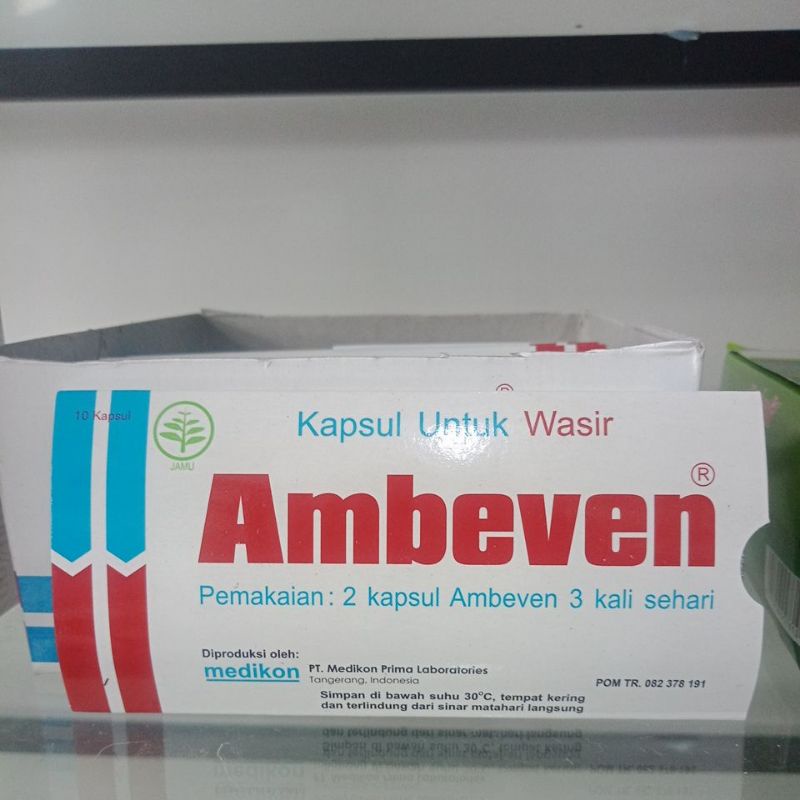 10 Kapsul
JAMU
Kapsul Untuk Wasir
Ambeven®
Pemakaian : 2 kapsul Ambeven 3 kali sehari
Diproduksi oleh:
medikon PT. Medikon Prima Laboratories
Tangerang, Indonesia
POM TR. 082 378 191
Simpan di bawah suhu 30°C, tempat kering
dan terlindung dari sinar matahari langsung